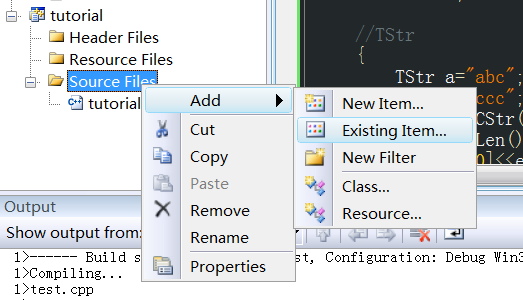 tutorial
Header Files
Resource Files
Source Files
tutorial
//TStr
{
TStr a="abc";
ccc";
CStr(
Len()
]<<e
Add
Cut
Copy
Paste
Remove
Rename
Properties
New Item...
Existing Item...
New Filter
Class...
Resource...
Output
Show output from:
1>------ Build s
st, Configuration: Debug Win3
1>Compiling...
1>test.cpp